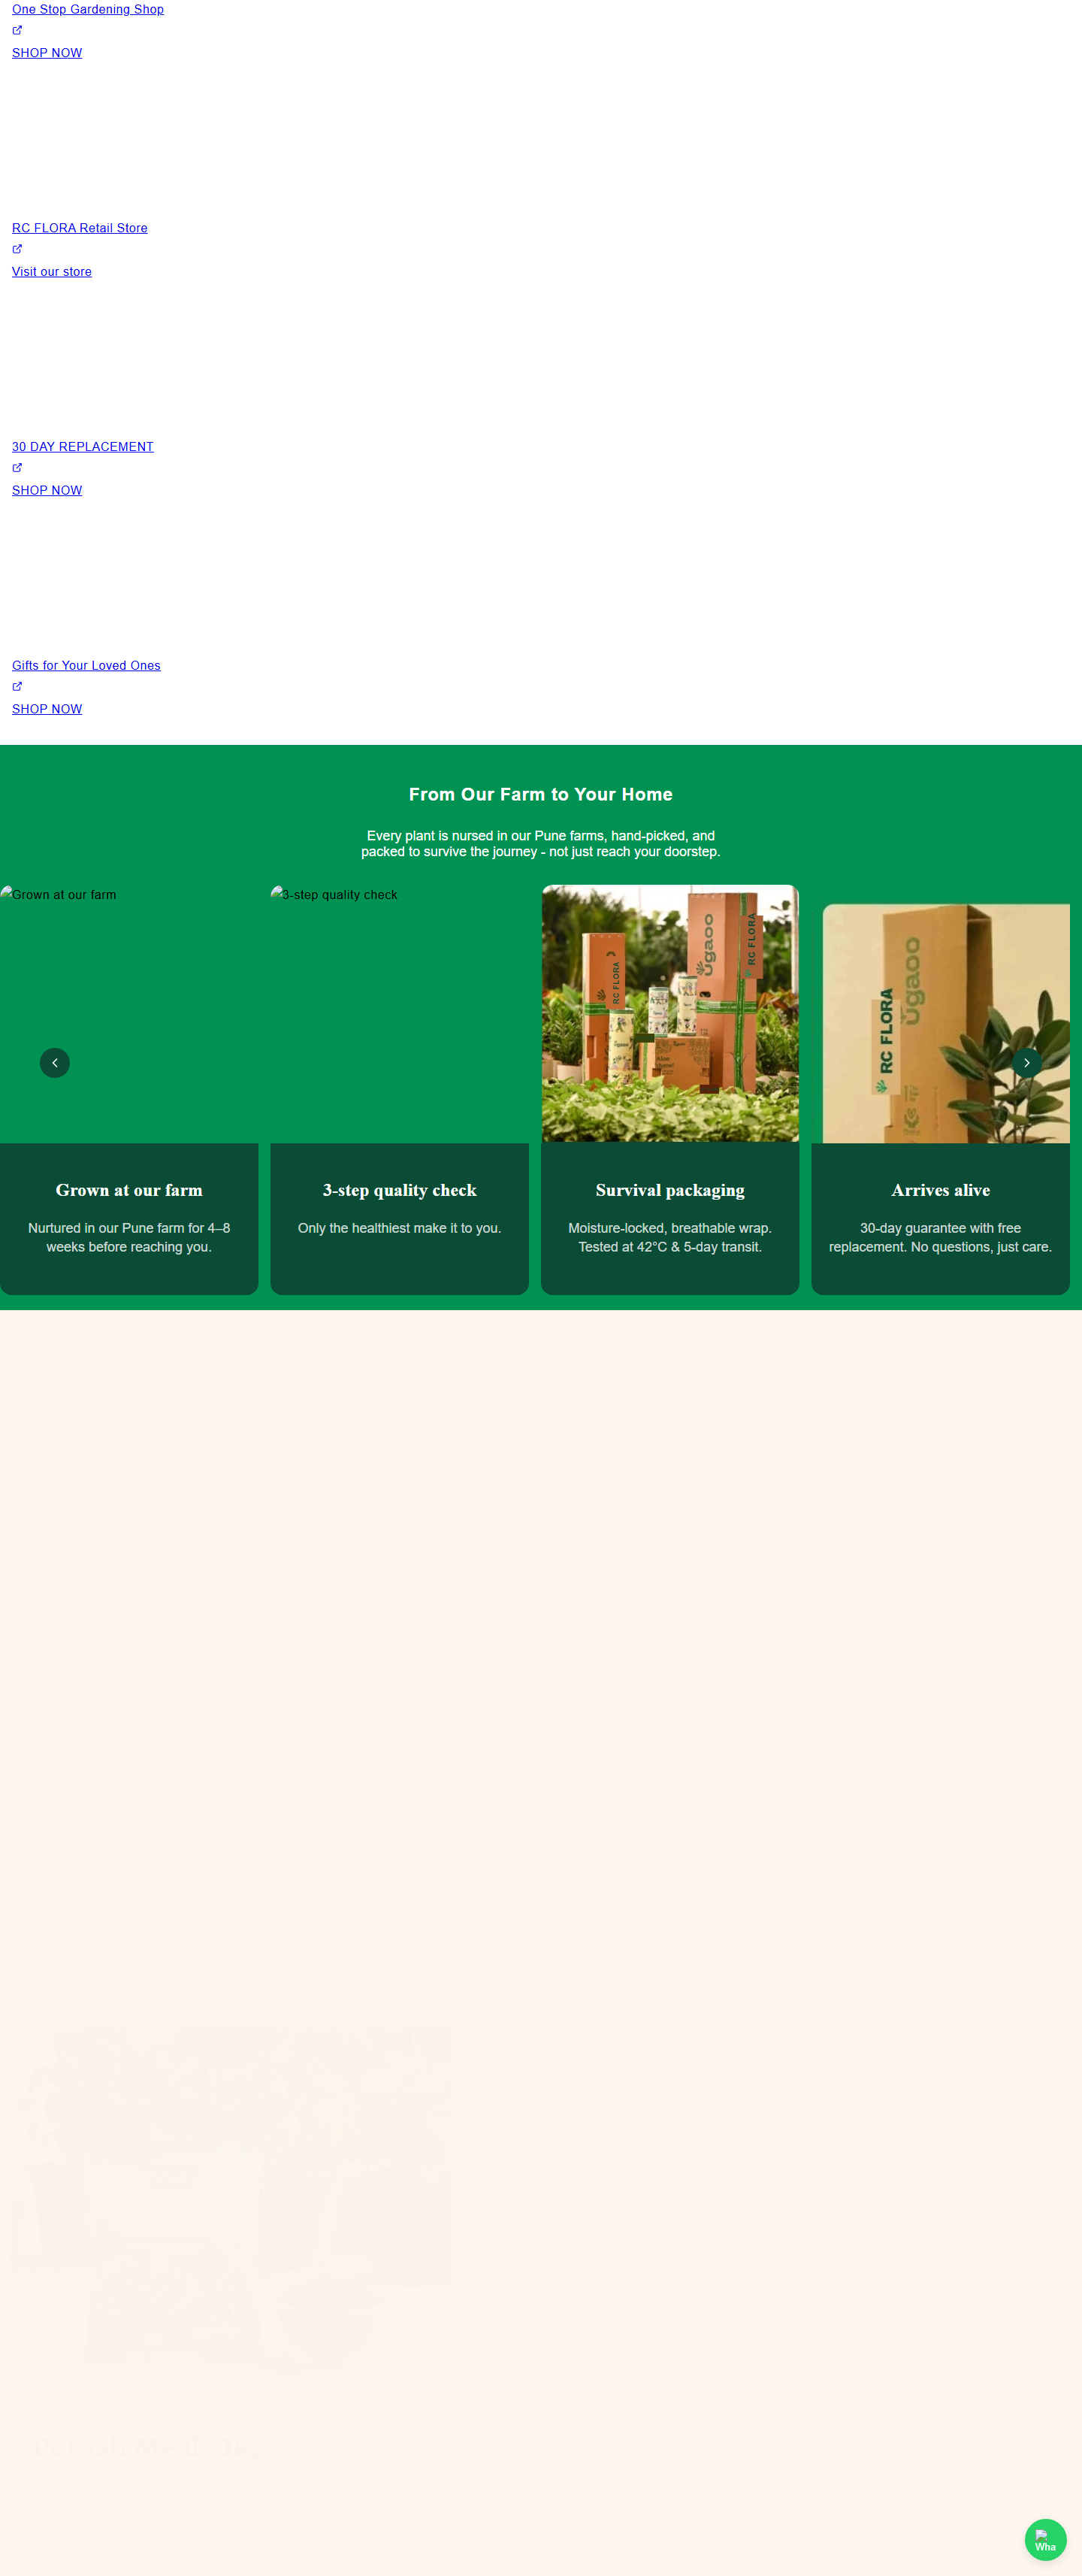 One Stop Gardening Shop
SHOP NOW
RC FLORA Retail Store
Visit our store
30 DAY REPLACEMENT
SHOP NOW
Gifts for Your Loved Ones
SHOP NOW
From Our Farm to Your Home
Every plant is nursed in our Pune farms, hand-picked, and
packed to survive the journey - not just reach your doorstep.
Grown at our farm
3-step quality check
RC FLORA
ugaoo
RC FLORA
ugaoo
RC FLORA
ugaoo
Grown at our farm
Nurtured in our Pune farm for 4–8
weeks before reaching you.
3-step quality check
Only the healthiest make it to you.
Survival packaging
Moisture-locked, breathable wrap.
Tested at 42°C & 5-day transit.
Arrives alive
30-day guarantee with free
replacement. No questions, just care.
Potash Meal - 1kg
Wha